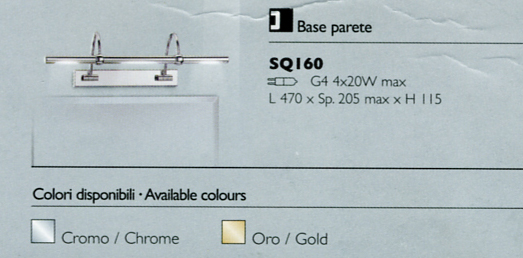 Base parete
SQ160
G4 4x20W max
L 470 x Sp. 205 max x H 115
Colori disponibili · Available colours
Cromo / Chrome
Oro / Gold